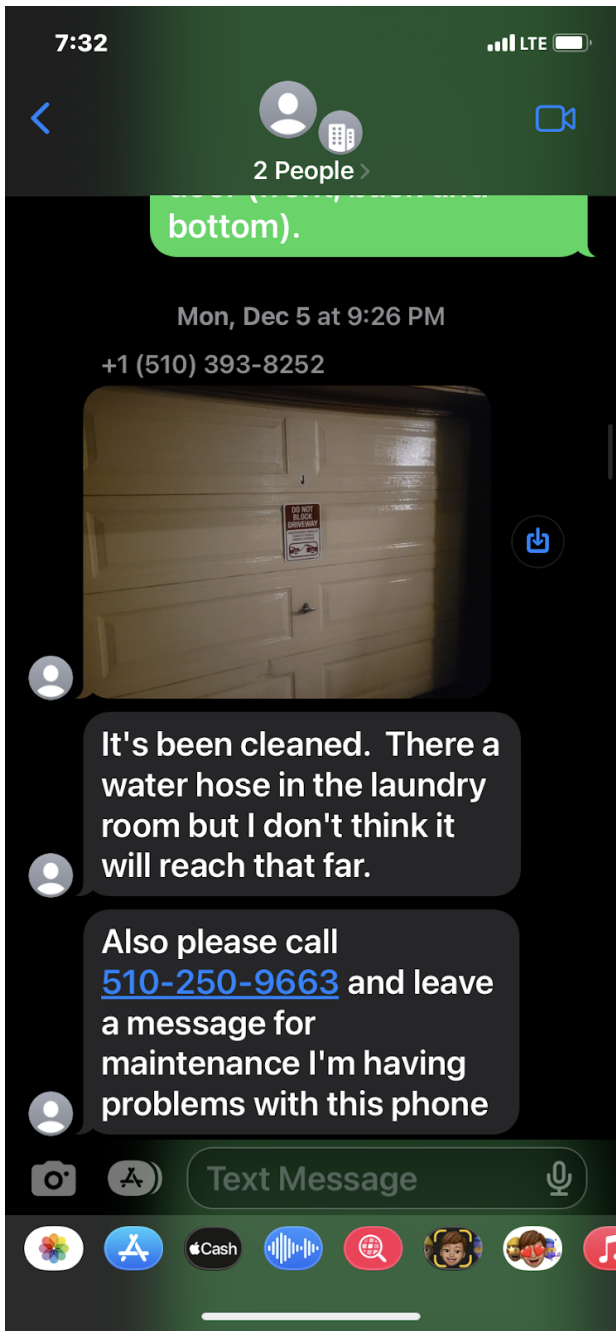 7:32
LTE
2 People >
bottom).
Mon, Dec 5 at 9:26 PM
+1 (510) 393-8252
DO NOT
BLOCK
DRIVEWAY
It's been cleaned.  There a
water hose in the laundry
room but I don't think it
will reach that far.
Also please call
510-250-9663 and leave
a message for
maintenance I'm having
problems with this phone
Text Message
Cash